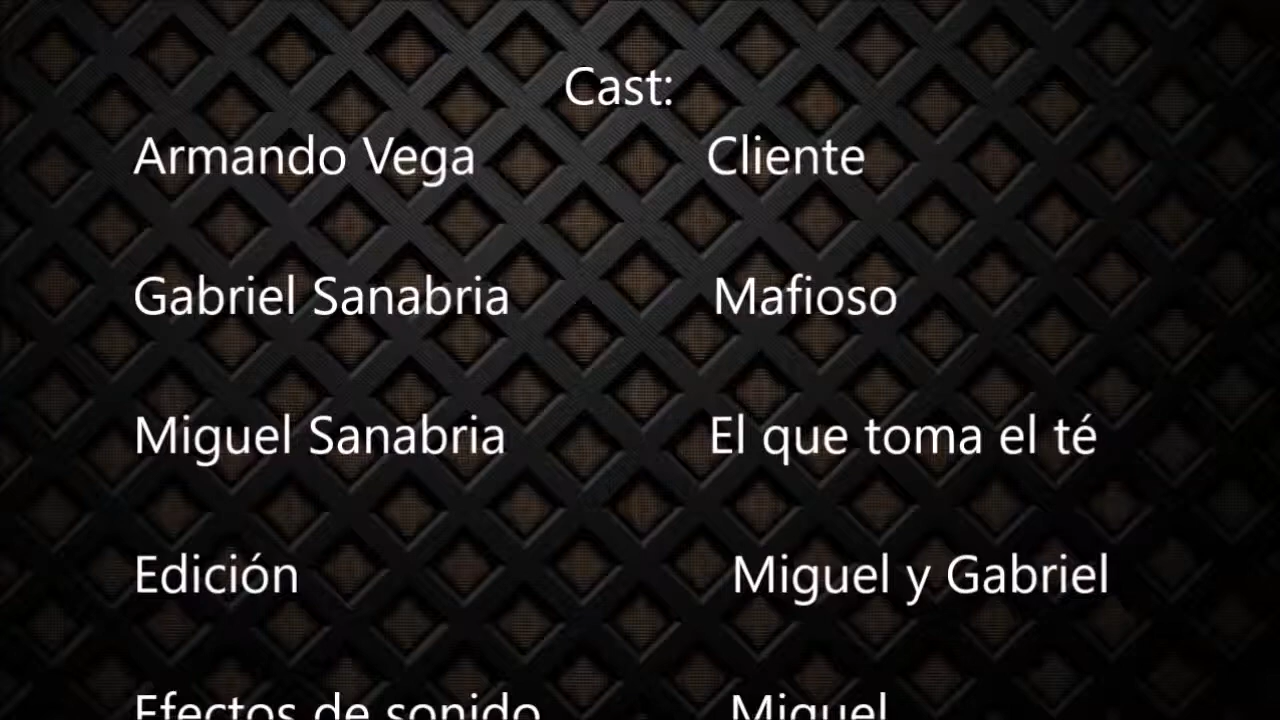 Cast:
Armando Vega Cliente
Gabriel Sanabria Mafioso
Miguel Sanabria El que toma el té
Edición Miguel y Gabriel
Efectos de sonido Miguel